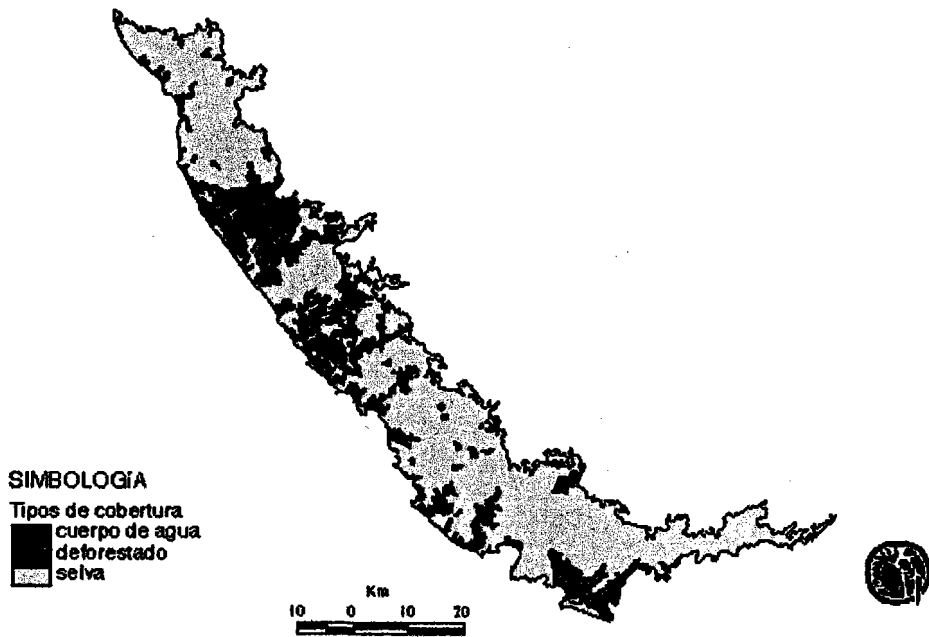 SIMBOLOGÍA
Tipos de cobertura
cuerpo de agua
deforestado
selva
Km
10 0 10 20